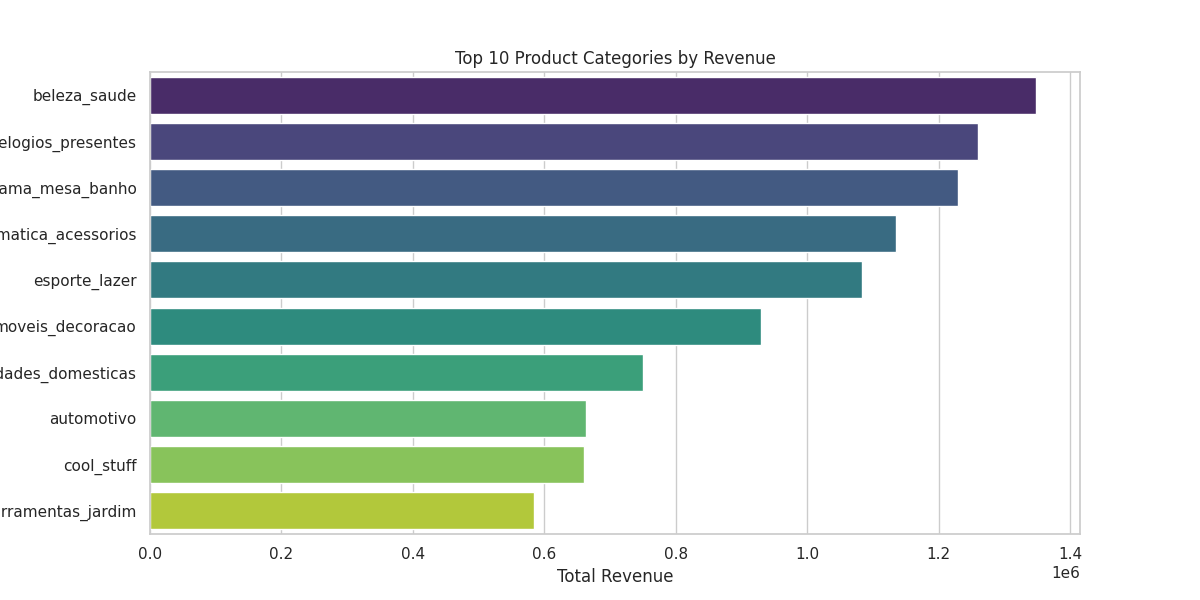 Top 10 Product Categories by Revenue
beleza_saude
elogios_presentes
ama_mesa_banho
matica_acessorios
esporte_lazer
moveis_decoracao
dades_domesticas
automotivo
cool_stuff
rramentas_jardim
0.0 0.2 0.4 0.6 0.8 1.0 1.2 1.4
1e6
Total Revenue